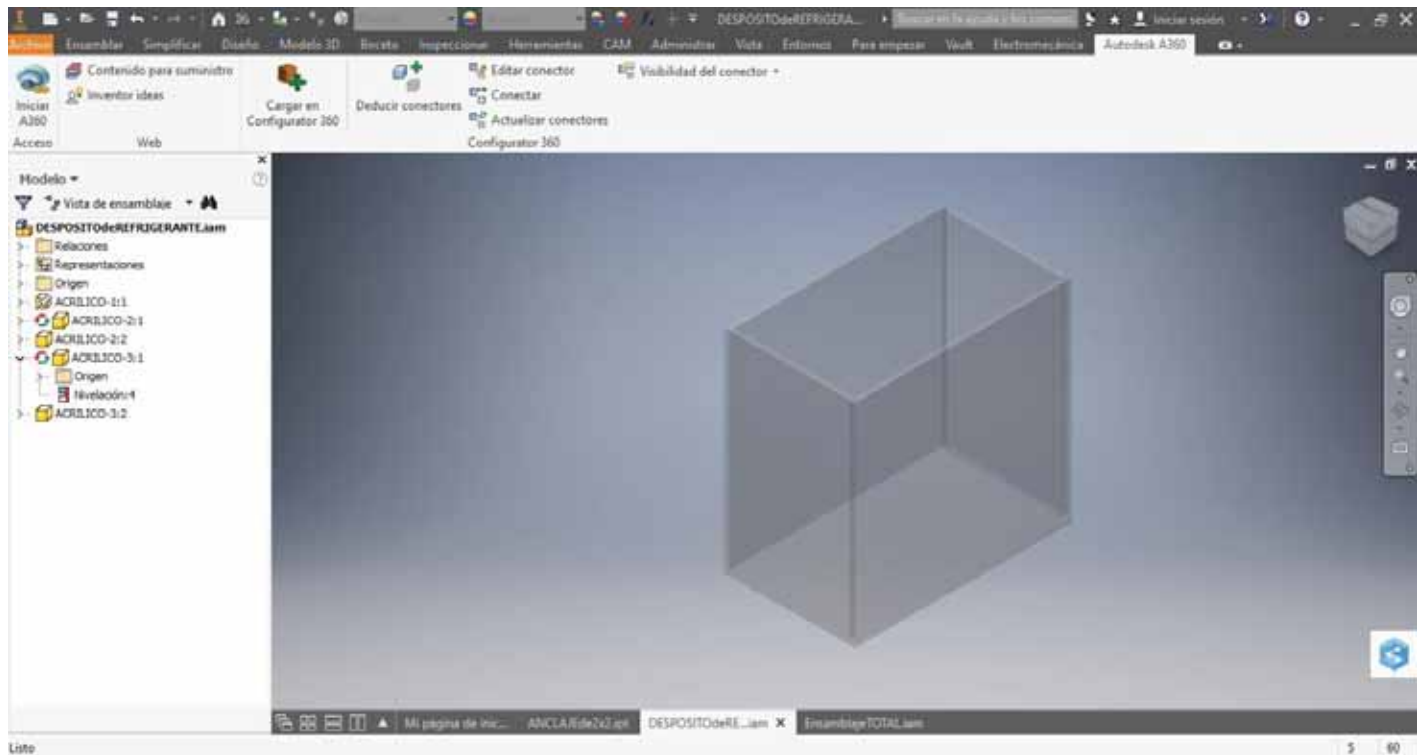 DESPOSITOdeREFRIGERA...
Iniciar sesión
Archivo Ensamblar Simplificar Diseño Modelo 3D Boceto Inspeccionar Herramientas CAM Administrar Vista Entornos Para empezar Vault Electromecánica Autodesk A360
Contenido para suministro
Inventor ideas
Iniciar A360
Cargar en Configurator 360
Deducir conectores
Editar conector
Conectar
Actualizar conectores
Visibilidad del conector
Acceso Web Configurator 360
Modelo
Vista de ensamblaje
DESPOSITOdeREFRIGERANTE.iam
Relaciones
Representaciones
Origen
ACRILICO-1:1
ACRILICO-2:1
ACRILICO-2:2
ACRILICO-3:1
Origen
Nivelación:4
ACRILICO-3:2
Mi página de inic... ANCLAJEde2x2.ipt DESPOSITOdeRE...iam X EnsamblajeTOTAL.iam
Listo 5 60